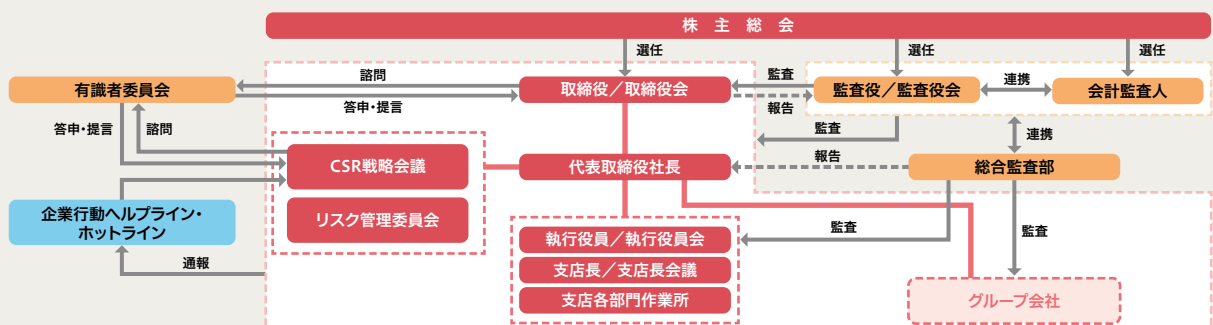 株主総会
選任
選任
選任
有識者委員会
諮問
取締役／取締役会
監査
監査役／監査役会
連携
会計監査人
答申・提言
報告
答申・提言
諮問
監査
連携
CSR戦略会議
代表取締役社長
報告
総合監査部
企業行動ヘルプライン・
ホットライン
リスク管理委員会
執行役員／執行役員会
監査
監査
通報
支店長／支店長会議
支店各部門作業所
グループ会社